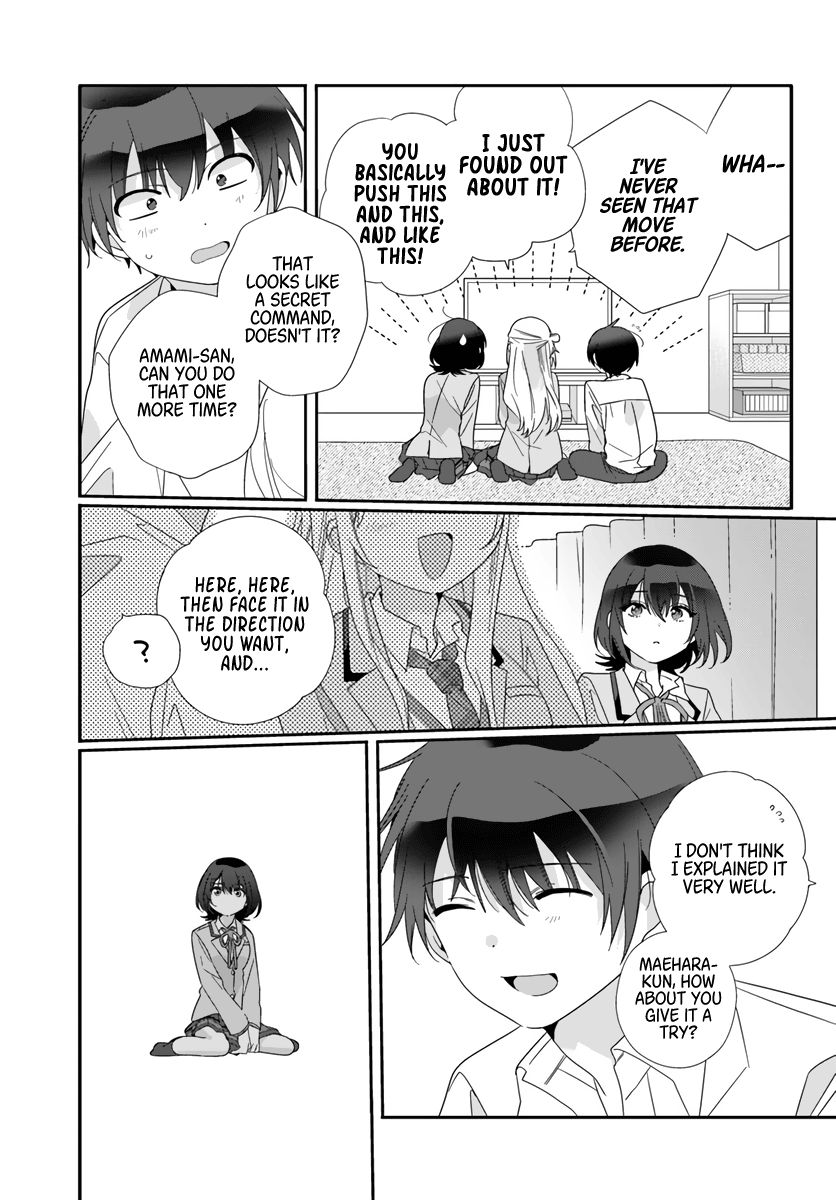 WHA--
I'VE
NEVER
SEEN THAT
MOVE
BEFORE.
I JUST
FOUND OUT
ABOUT IT!
YOU
BASICALLY
PUSH THIS
AND THIS,
AND LIKE
THIS!
THAT
LOOKS LIKE
A SECRET
COMMAND,
DOESN'T IT?
AMAMI-SAN,
CAN YOU DO
THAT ONE
MORE TIME?
HERE, HERE,
THEN FACE IT IN
THE DIRECTION
YOU WANT,
AND...
?
I DON'T THINK
I EXPLAINED IT
VERY WELL.
MAEHARA-
KUN, HOW
ABOUT YOU
GIVE IT A
TRY?